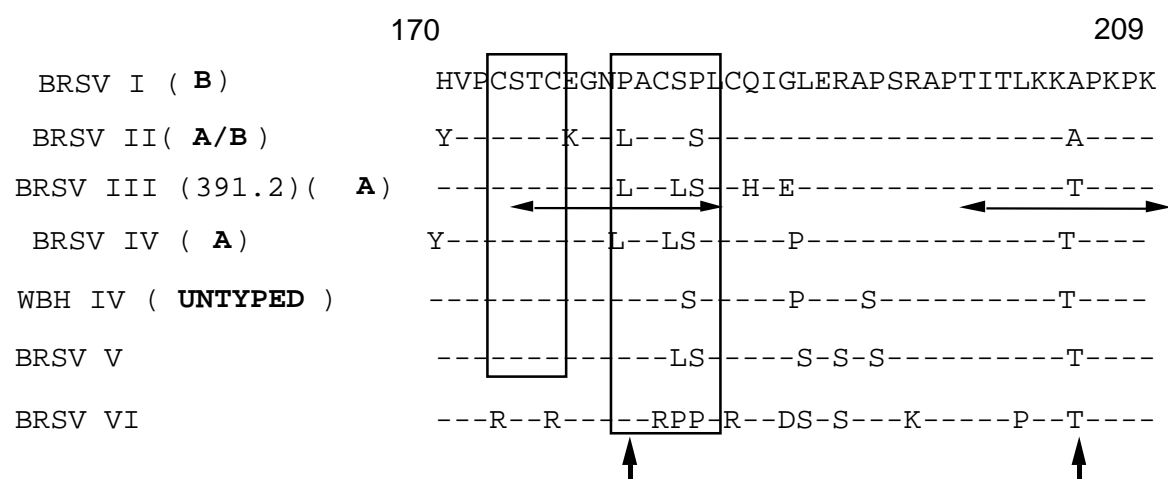 170 209
BRSV I ( B) HVPCSTCEGNPACSPLCQIGLERAPSRAPTITLKKAPKPK
BRSV II( A/B ) Y------K--L---S--------------------A----
BRSV III (391.2)( A) ----------L--LS--H-E---------------T----
BRSV IV ( A) Y---------L--LS-----P--------------T----
WBH IV ( UNTYPED ) --------------S-----P---S----------T----
BRSV V -------------LS-----S-S-S----------T----
BRSV VI ---R--R-----RPP-R--DS-S---K-----P--T----